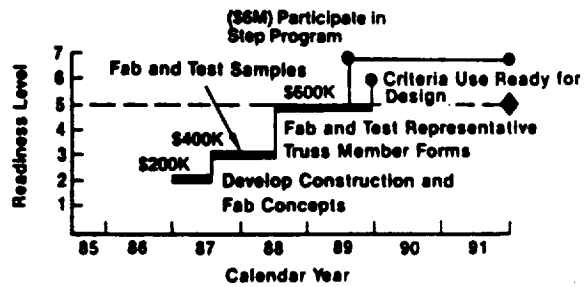 ($6M) Participate in
Step Program
Fab and Test Samples
Criteria Use Ready for
Design
$500K
Fab and Test Representative
Truss Member Forms
$400K
$200K
Develop Construction and
Fab Concepts
Readiness Level
7
6
5
4
3
2
1
85 86 87 88 89 90 91
Calendar Year